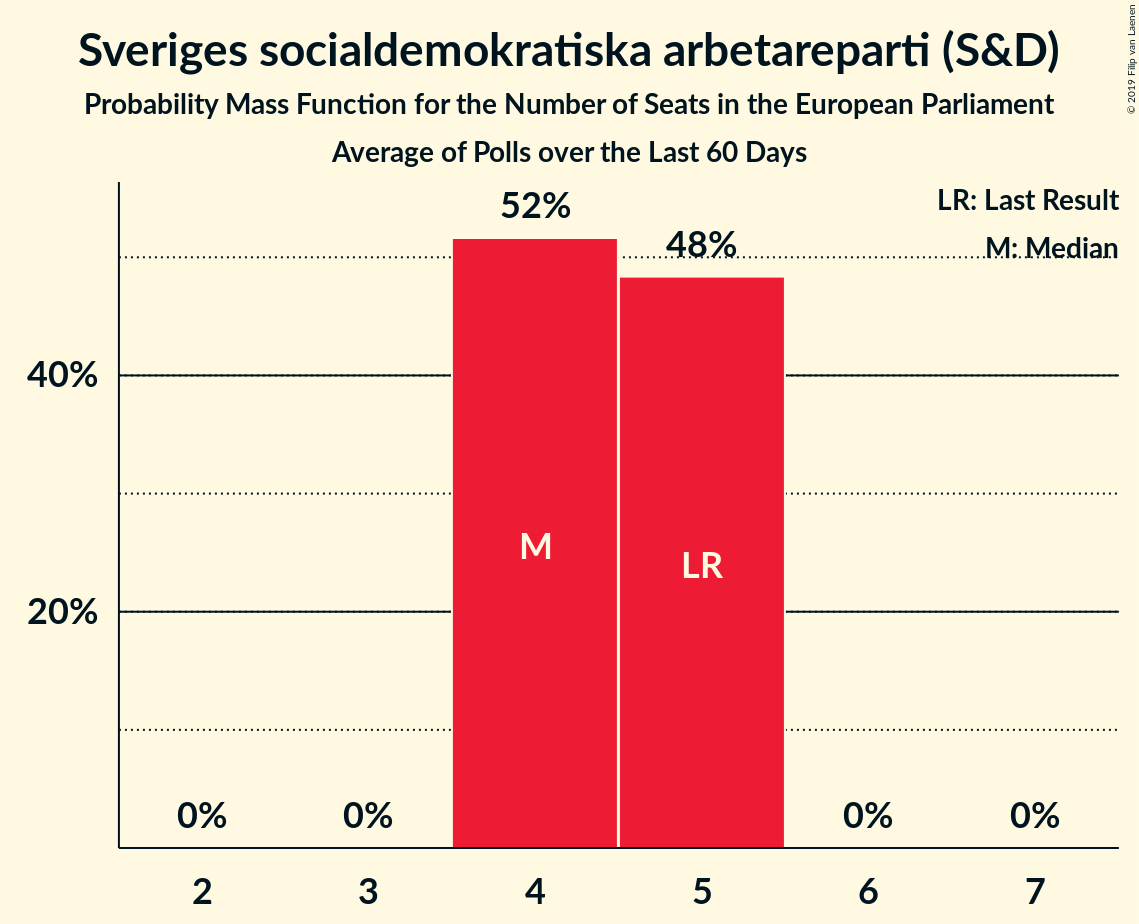 Sveriges socialdemokratiska arbetareparti (S&D)
Probability Mass Function for the Number of Seats in the European Parliament
Average of Polls over the Last 60 Days
© 2019 Filip van Laenen
LR: Last Result
M: Median
52%
48%
40%
20%
M
LR
0%
0%
0%
0%
2
3
4
5
6
7